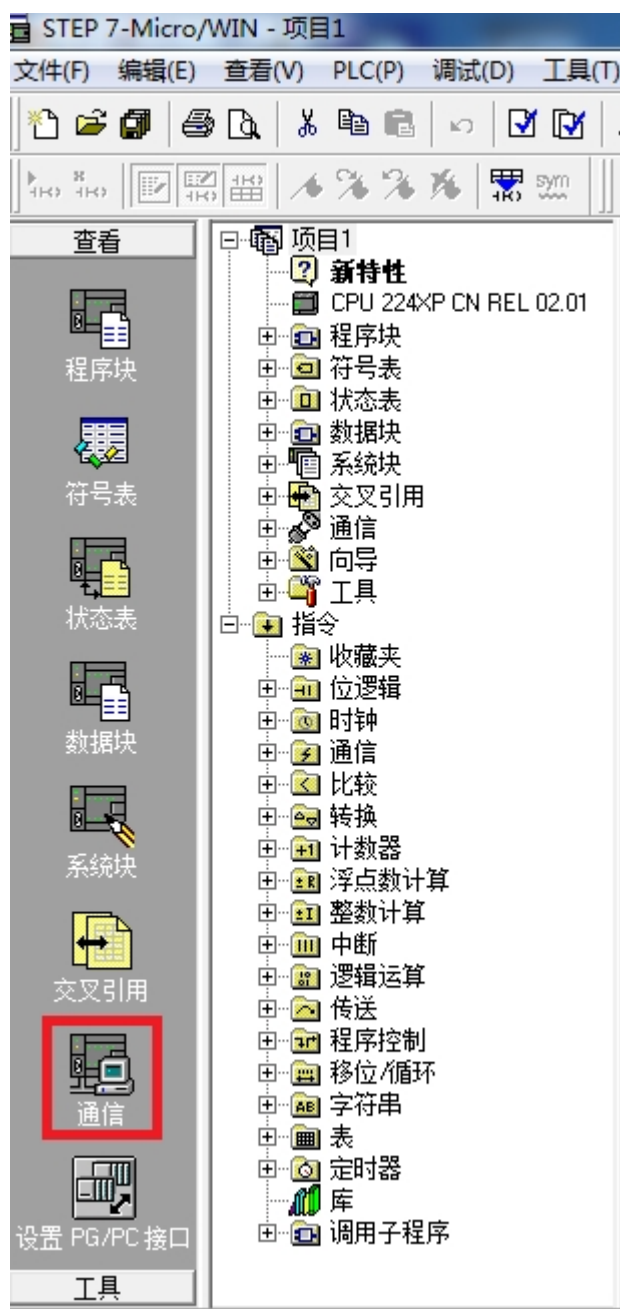 STEP 7-Micro/WIN - 项目1
文件(F) 编辑(E) 查看(V) PLC(P) 调试(D) 工具(T)
sym
查看
程序块
符号表
状态表
数据块
系统块
交叉引用
通信
设置 PG/PC 接口
工具
项目1
新特性
CPU 224XP CN REL 02.01
程序块
符号表
状态表
数据块
系统块
交叉引用
通信
向导
工具
指令
收藏夹
位逻辑
时钟
通信
比较
转换
计数器
浮点数计算
整数计算
中断
逻辑运算
传送
程序控制
移位/循环
字符串
表
定时器
库
调用子程序